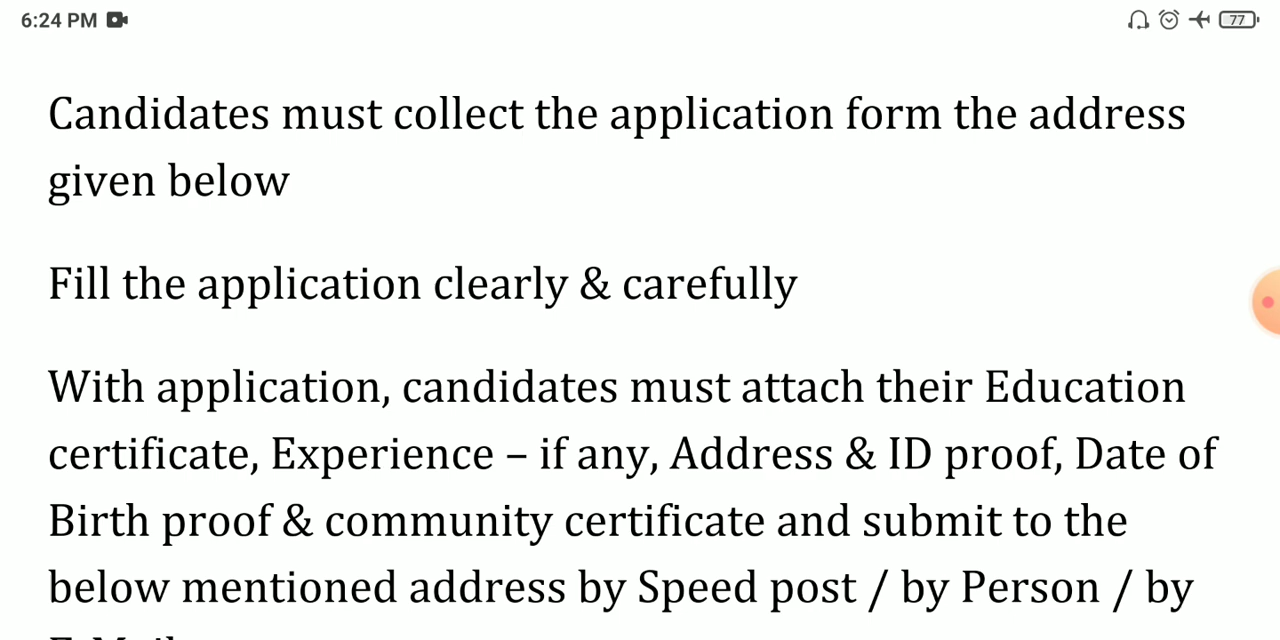 6:24 PM
77
Candidates must collect the application form the address
given below
Fill the application clearly & carefully
With application, candidates must attach their Education
certificate, Experience – if any, Address & ID proof, Date of
Birth proof & community certificate and submit to the
below mentioned address by Speed post / by Person / by